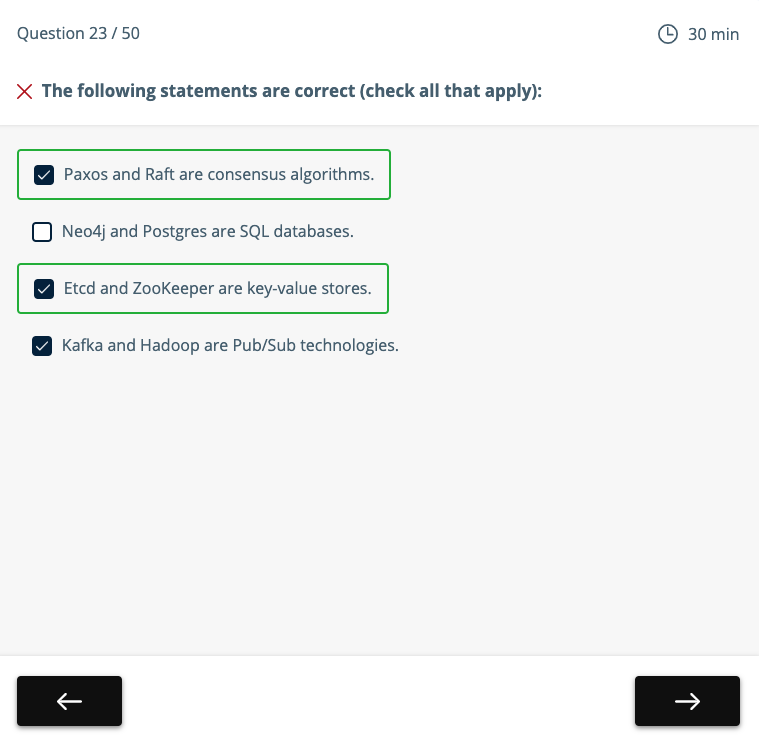 Question 23 / 50
30 min
The following statements are correct (check all that apply):
Paxos and Raft are consensus algorithms.
Neo4j and Postgres are SQL databases.
Etcd and ZooKeeper are key-value stores.
Kafka and Hadoop are Pub/Sub technologies.